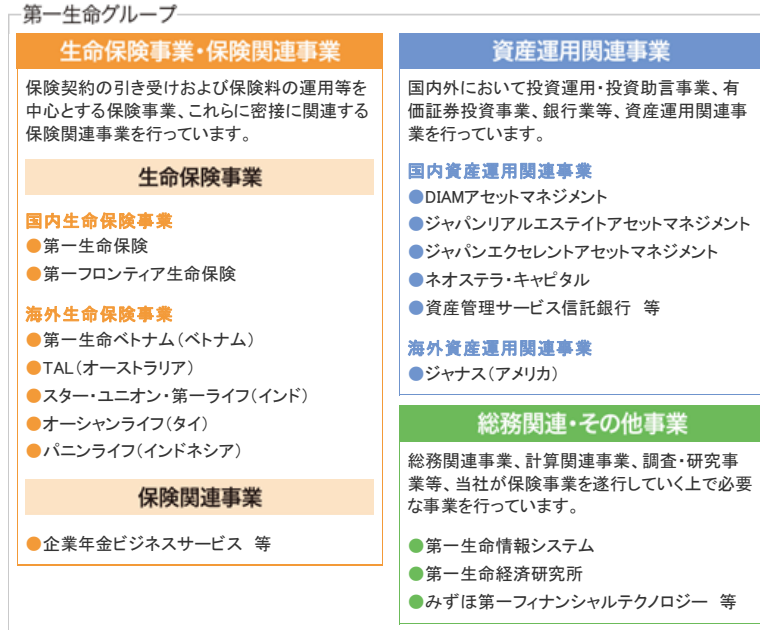 第一生命グループ
生命保険事業・保険関連事業
保険契約の引き受けおよび保険料の運用等を
中心とする保険事業、これらに密接に関連する
保険関連事業を行っています。
生命保険事業
国内生命保険事業
●第一生命保険
●第一フロンティア生命保険
海外生命保険事業
●第一生命ベトナム(ベトナム)
●TAL(オーストラリア)
●スター・ユニオン・第一ライフ(インド)
●オーシャンライフ(タイ)
●パニンライフ(インドネシア)
保険関連事業
●企業年金ビジネスサービス 等
資産運用関連事業
国内外において投資運用・投資助言事業、有
価証券投資事業、銀行業等、資産運用関連事
業を行っています。
国内資産運用関連事業
●DIAMアセットマネジメント
●ジャパンリアルエステイトアセットマネジメント
●ジャパンエクセレントアセットマネジメント
●ネオステラ・キャピタル
●資産管理サービス信託銀行 等
海外資産運用関連事業
●ジャナス(アメリカ)
総務関連・その他事業
総務関連事業、計算関連事業、調査・研究事
業等、当社が保険事業を遂行していく上で必要
な事業を行っています。
●第一生命情報システム
●第一生命経済研究所
●みずほ第一フィナンシャルテクノロジー 等